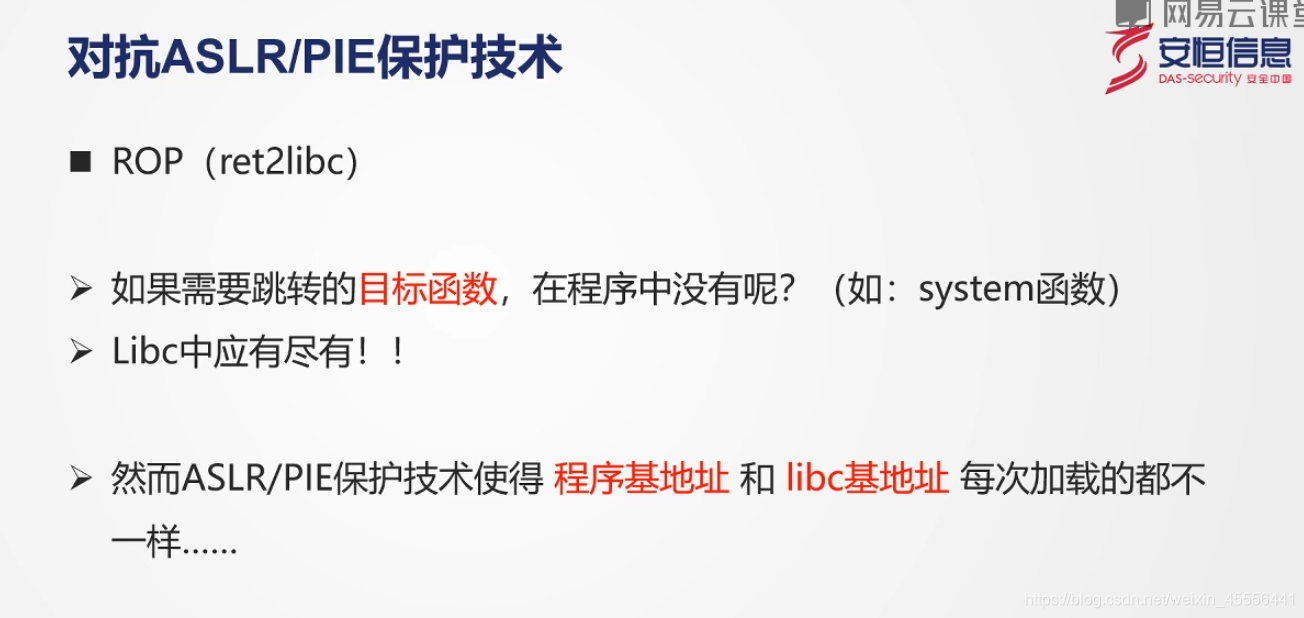 网易云课堂
对抗ASLR/PIE保护技术
安恒信息
DAS-security 安全中国
ROP（ret2libc）
如果需要跳转的目标函数，在程序中没有呢？（如：system函数）
Libc中应有尽有！！
然而ASLR/PIE保护技术使得 程序基地址 和 libc基地址 每次加载的都不
一样......
https://blog.csdn.net/weixin_45556441